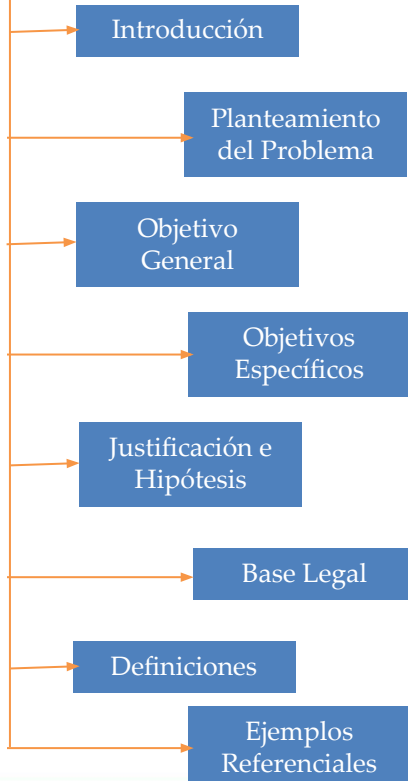 Introducción
Planteamiento
del Problema
Objetivo
General
Objetivos
Específicos
Justificación e
Hipótesis
Base Legal
Definiciones
Ejemplos
Referenciales